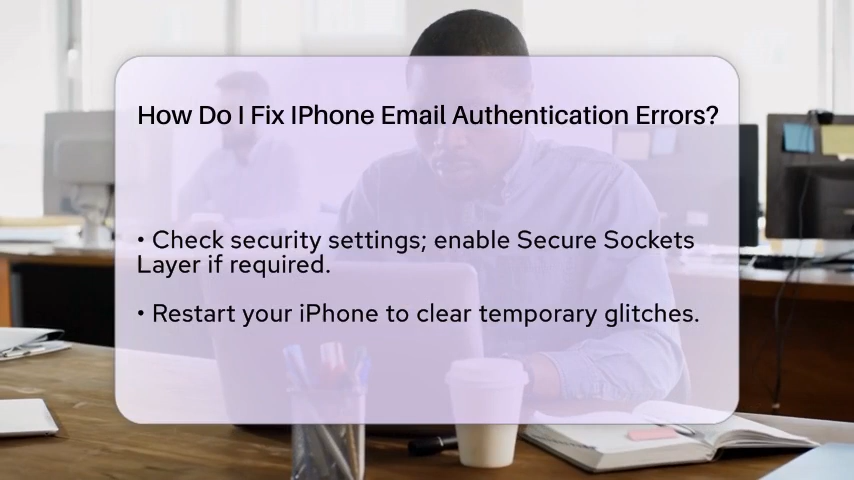 How Do I Fix IPhone Email Authentication Errors?
• Check security settings; enable Secure Sockets
Layer if required.
• Restart your iPhone to clear temporary glitches.